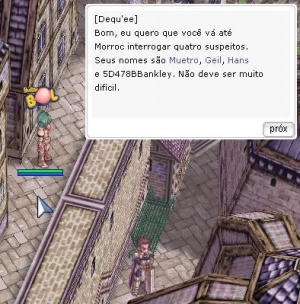 [Dequ'ee]
Bom, eu quero que você vá até
Morroc interrogar quatro suspeitos.
Seus nomes são Muetro, Geil, Hans
e 5D478BBankley. Não deve ser muito
difícil.
próx